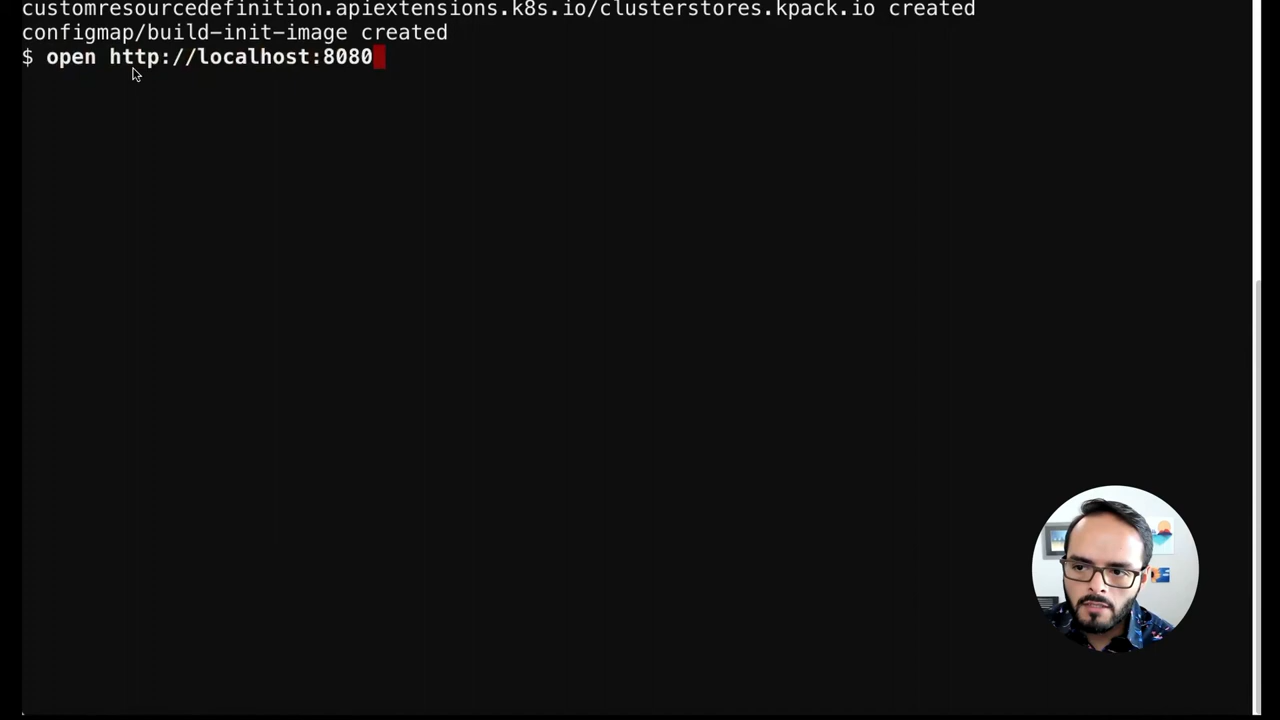 customresourcedefinition.apiextensions.k8s.io/clusterstores.kpack.io created
configmap/build-init-image created
$ open http://localhost:8080